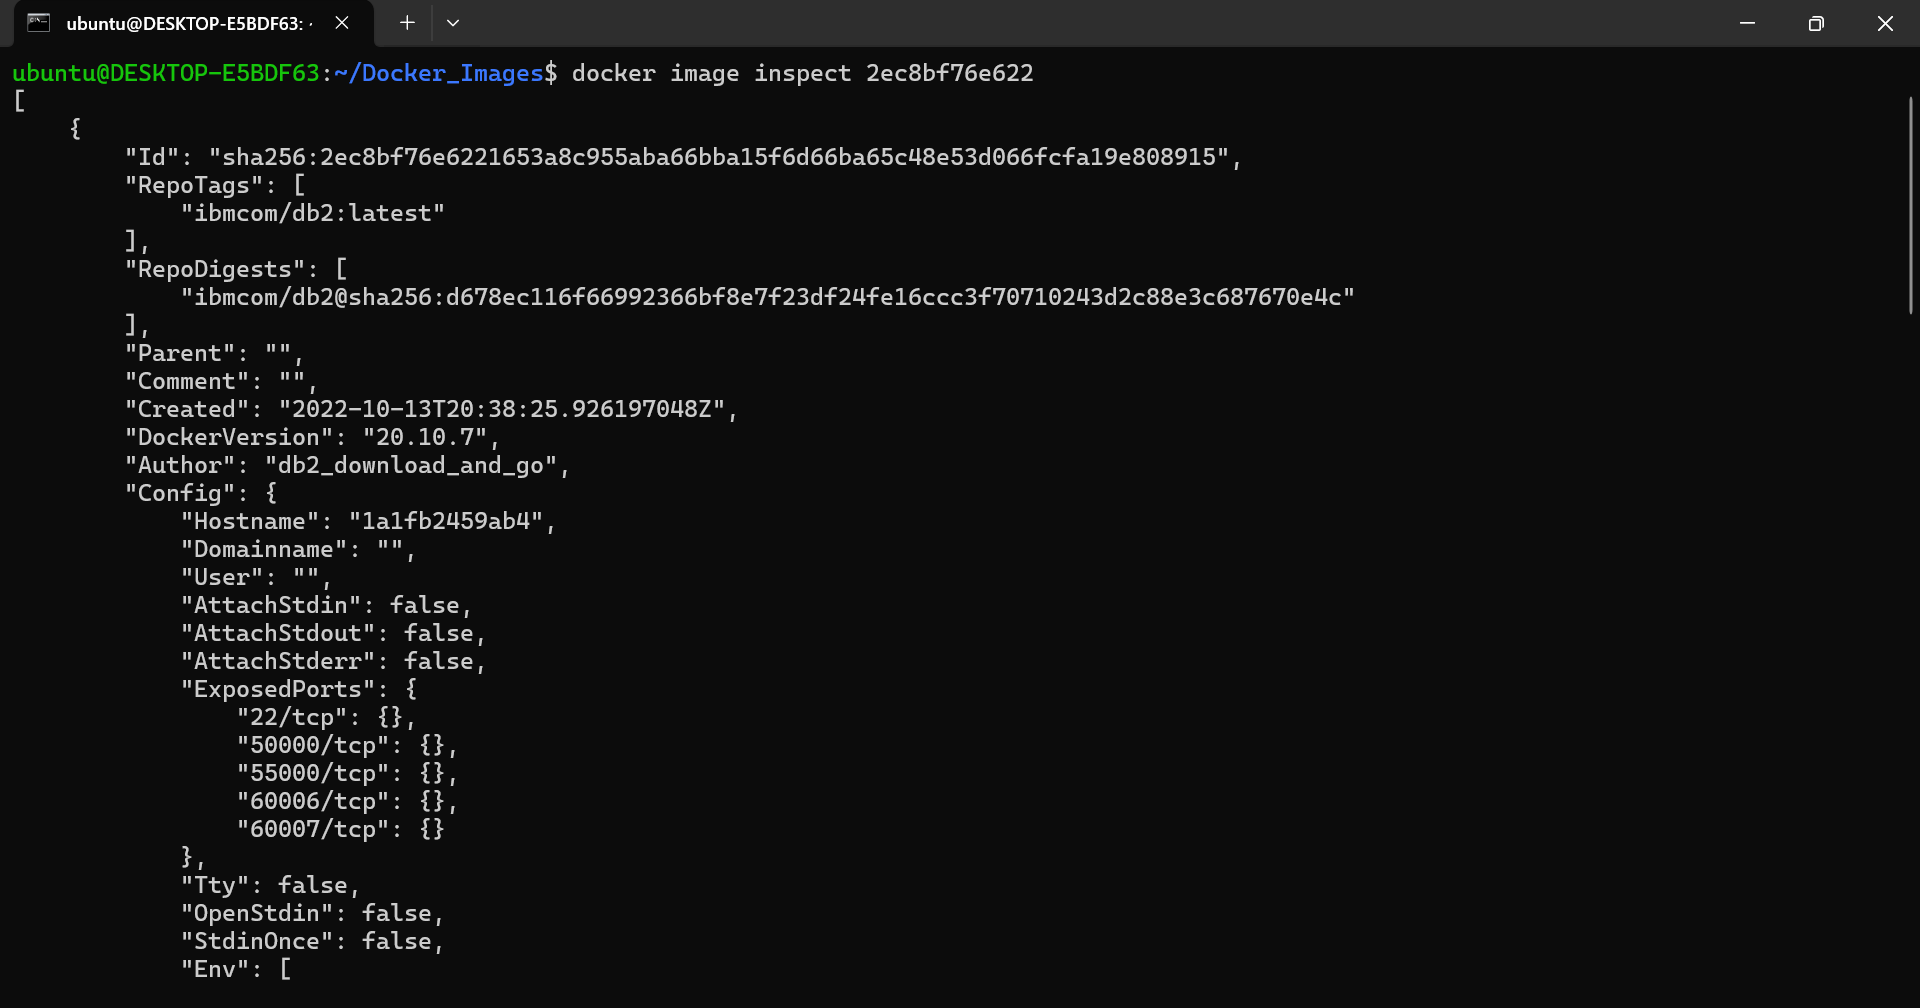 ubuntu@DESKTOP-E5BDF63: ~
ubuntu@DESKTOP-E5BDF63:~/Docker_Images$ docker image inspect 2ec8bf76e622
[
    {
        "Id": "sha256:2ec8bf76e6221653a8c955aba66bba15f6d66ba65c48e53d066fcfa19e808915",
        "RepoTags": [
            "ibmcom/db2:latest"
        ],
        "RepoDigests": [
            "ibmcom/db2@sha256:d678ec116f66992366bf8e7f23df24fe16ccc3f70710243d2c88e3c687670e4c"
        ],
        "Parent": "",
        "Comment": "",
        "Created": "2022-10-13T20:38:25.926197048Z",
        "DockerVersion": "20.10.7",
        "Author": "db2_download_and_go",
        "Config": {
            "Hostname": "1a1fb2459ab4",
            "Domainname": "",
            "User": "",
            "AttachStdin": false,
            "AttachStdout": false,
            "AttachStderr": false,
            "ExposedPorts": {
                "22/tcp": {},
                "50000/tcp": {},
                "55000/tcp": {},
                "60006/tcp": {},
                "60007/tcp": {}
            },
            "Tty": false,
            "OpenStdin": false,
            "StdinOnce": false,
            "Env": [